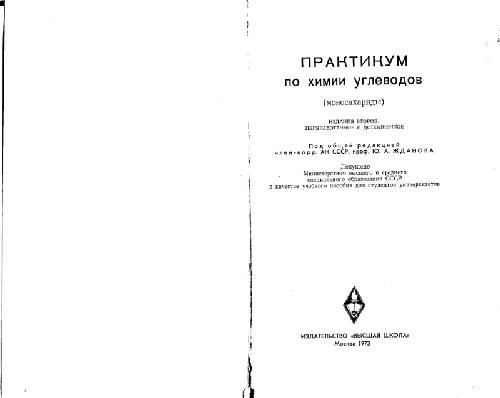 ПРАКТИКУМ
по химии углеводов
(моносахариды)
ИЗДАНИЕ ВТОРОЕ,
ПЕРЕРАБОТАННОЕ И ДОПОЛНЕННОЕ
Под общей редакцией
член-корр. АН СССР, проф. Ю. А. ЖДАНОВА
Допущено
Министерством высшего и среднего
специального образования СССР
в качестве учебного пособия для студентов университетов
ИЗДАТЕЛЬСТВО «ВЫСШАЯ ШКОЛА»
Москва 1973